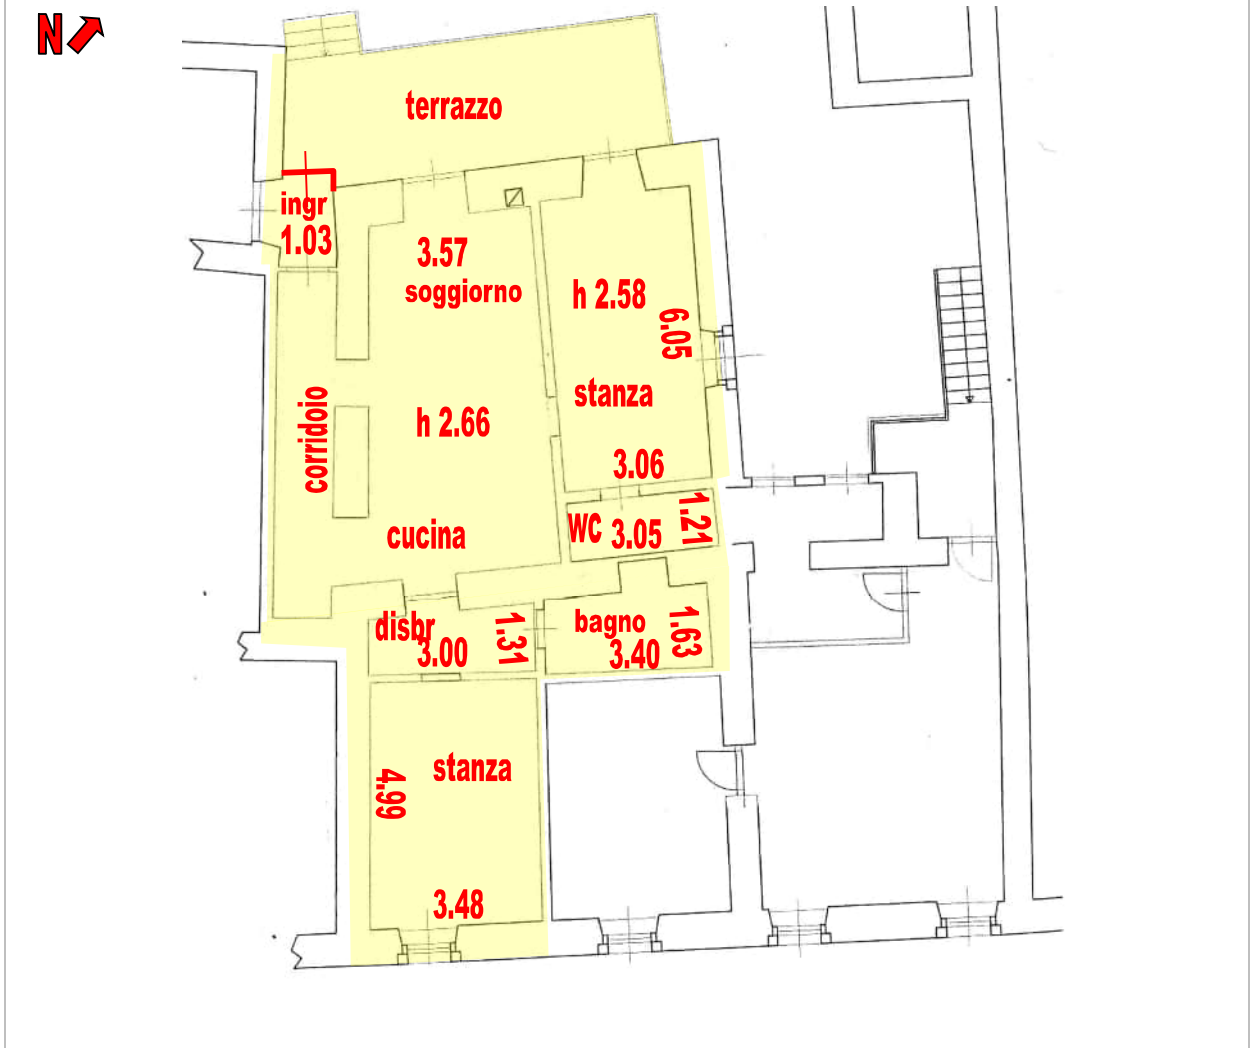 N
terrazzo
ingr
1.03
3.57
soggiorno
h 2.58
6.05
stanza
corridoio
h 2.66
3.06
cucina
WC 3.05
1.21
disbr
3.00
1.31
bagno
3.40
1.63
stanza
4.99
3.48